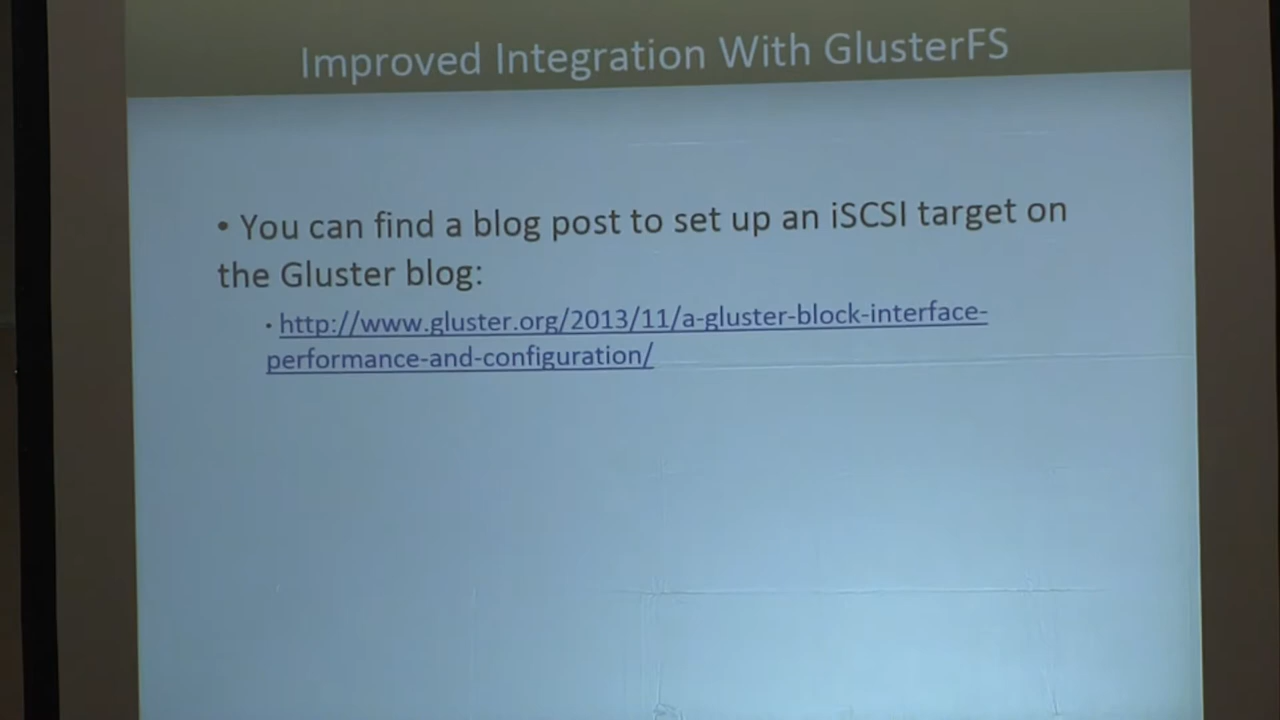 Improved Integration With GlusterFS
• You can find a blog post to set up an iSCSI target on
the Gluster blog:
• http://www.gluster.org/2013/11/a-gluster-block-interface-
performance-and-configuration/